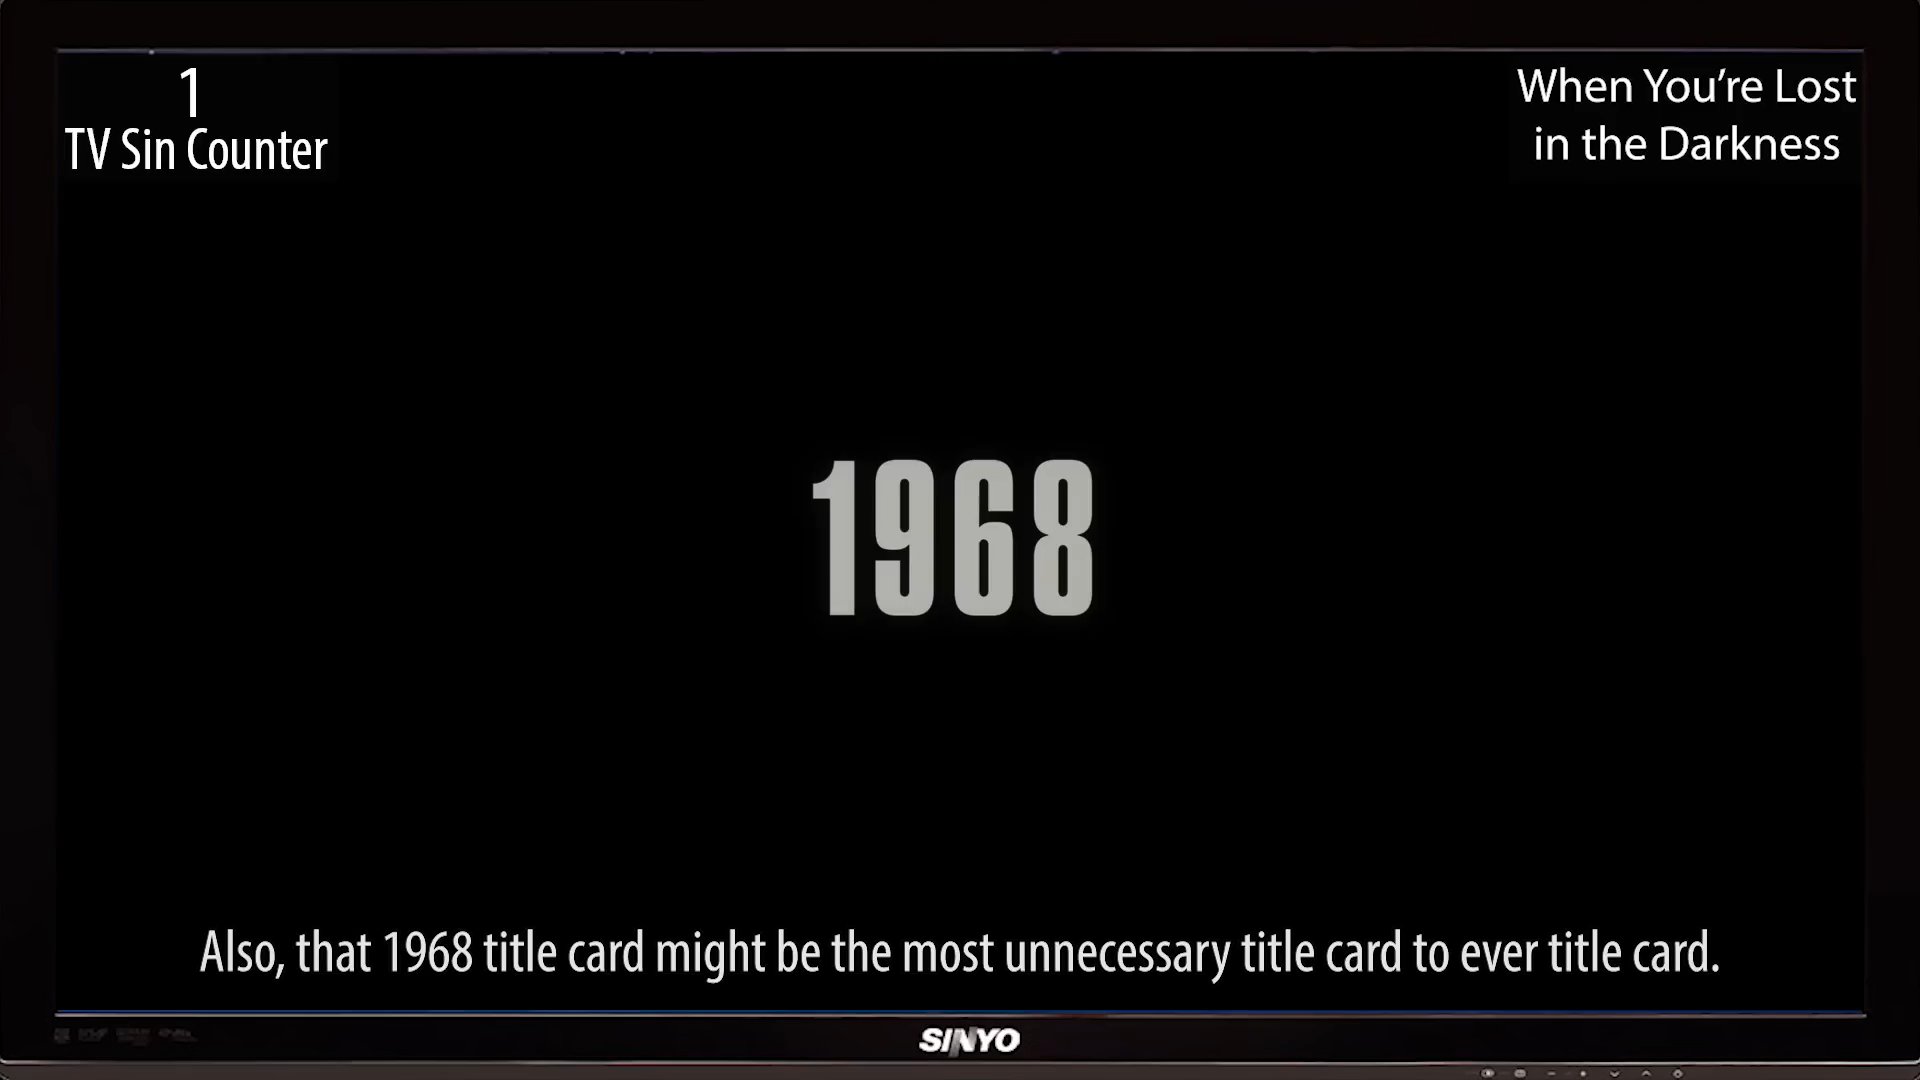 1
TV Sin Counter
When You’re Lost
in the Darkness
1968
Also, that 1968 title card might be the most unnecessary title card to ever title card.
SINYO